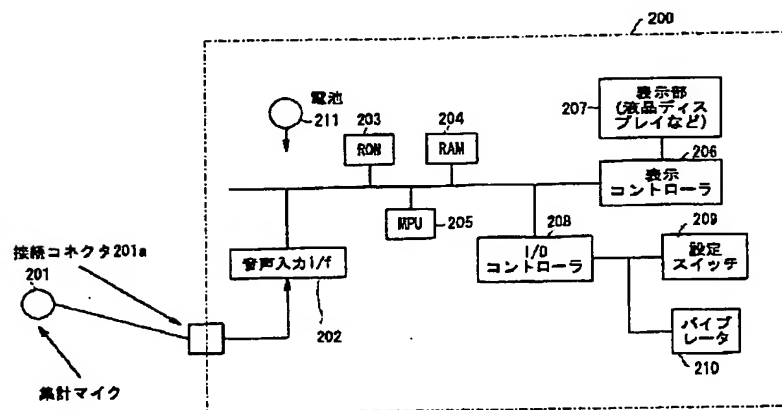 200
電池
211
203
ROM
204
RAM
207
表示部
(液晶ディス
プレイなど)
206
表示
コントローラ
MPU
205
208
I/O
コントローラ
209
設定
スイッチ
接続コネクタ201a
201
音声入力i/f
202
バイブ
レータ
210
集計マイク